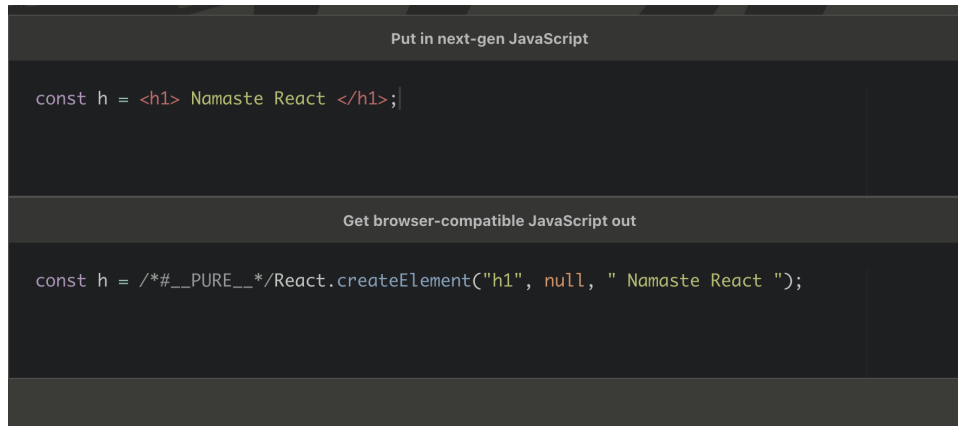 Put in next-gen JavaScript
const h = <h1> Namaste React </h1>;
Get browser-compatible JavaScript out
const h = /*#__PURE__*/React.createElement("h1", null, " Namaste React ");